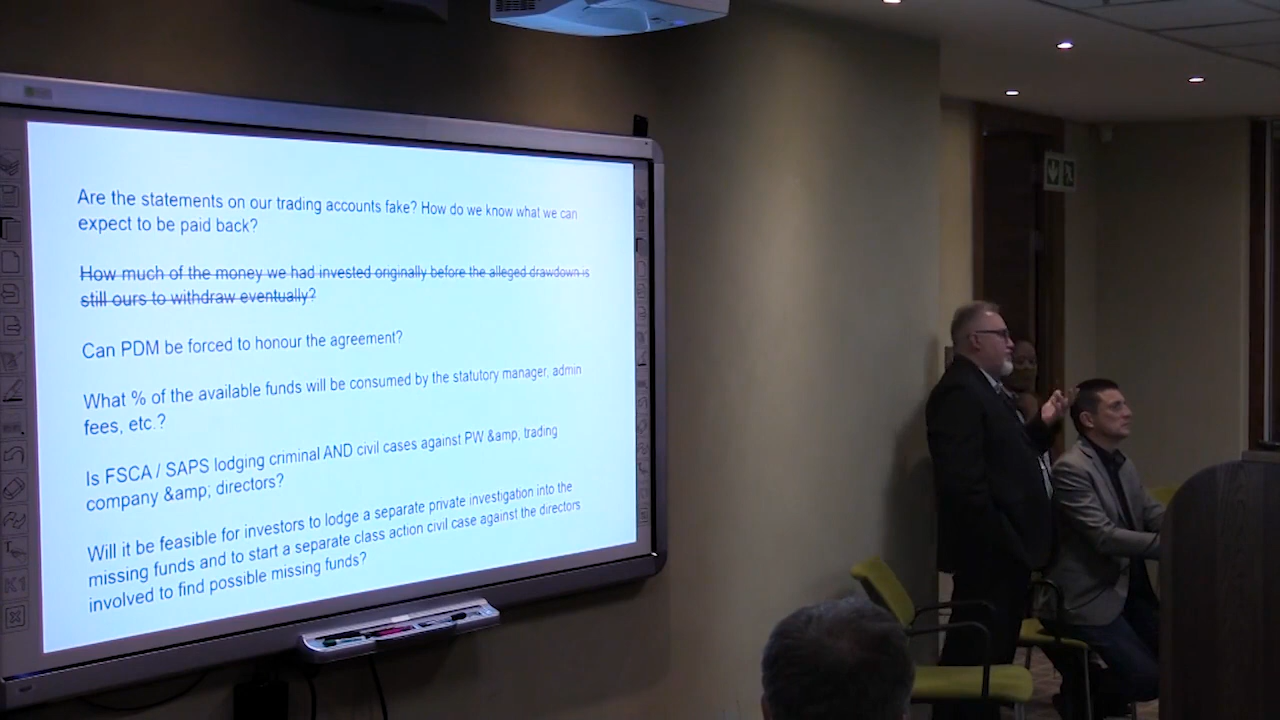 Are the statements on our trading accounts fake? How do we know what we can
expect to be paid back?
How much of the money we had invested originally before the alleged drawdown is
still ours to withdraw eventually?
Can PDM be forced to honour the agreement?
What % of the available funds will be consumed by the statutory manager, admin
fees, etc.?
Is FSCA / SAPS lodging criminal AND civil cases against PW &amp, trading
company &amp; directors?
Will it be feasible for investors to lodge a separate private investigation into the
missing funds and to start a separate class action civil case against the directors
involved to find possible missing funds?